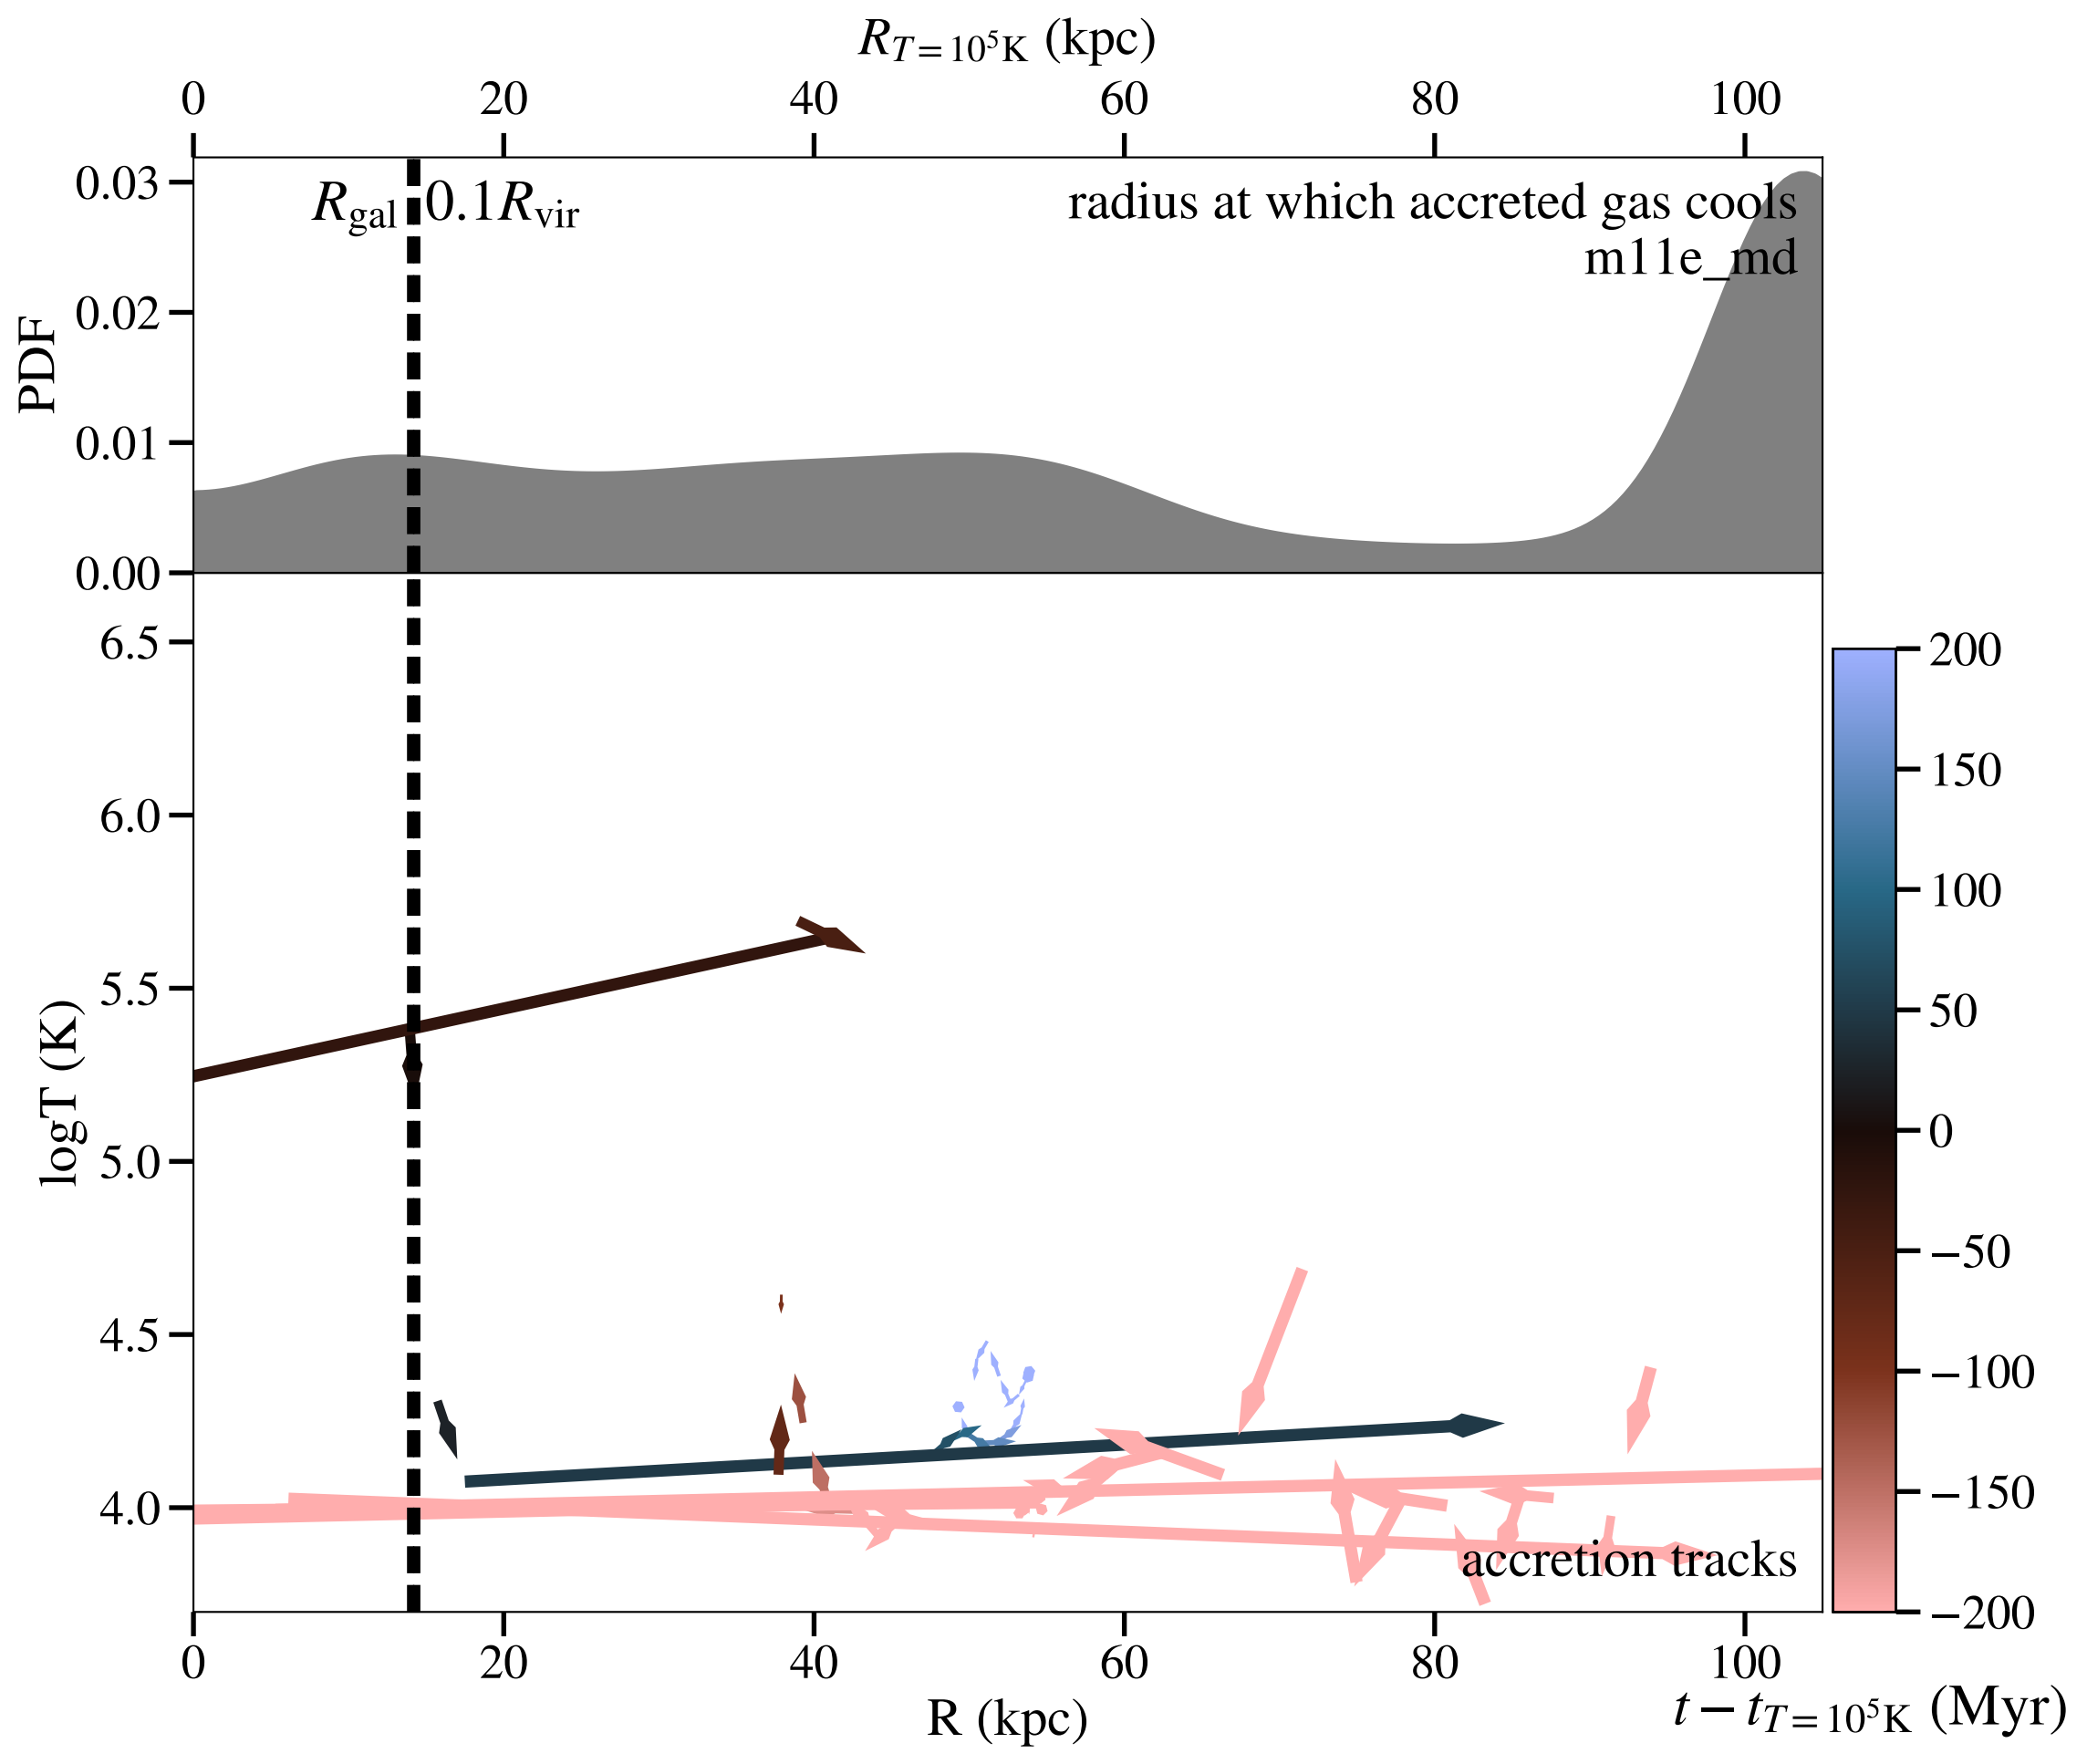 R_{T=10^5K} (kpc)
0 20 40 60 80 100
0.03
0.02
0.01
0.00
PDF
R_gal 0.1R_vir
radius at which accreted gas cools
m11e_md
6.5
6.0
5.5
5.0
4.5
4.0
logT (K)
accretion tracks
200
150
100
50
0
−50
−100
−150
−200
0 20 40 60 80 100
R (kpc)
t − t_{T=10^5K} (Myr)